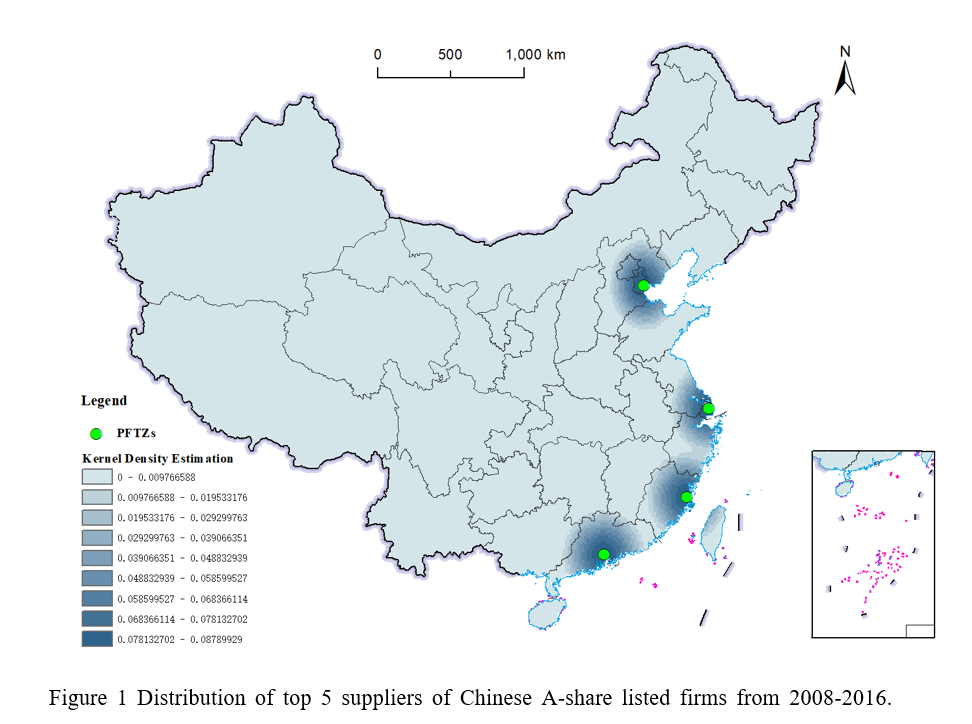 0 500 1,000 km
N
Legend
PFTZs
Kernel Density Estimation
0 - 0.009766588
0.009766588 - 0.019533176
0.019533176 - 0.029299763
0.029299763 - 0.039066351
0.039066351 - 0.048832939
0.048832939 - 0.058599527
0.058599527 - 0.068366114
0.068366114 - 0.078132702
0.078132702 - 0.08789929
Figure 1 Distribution of top 5 suppliers of Chinese A-share listed firms from 2008-2016.